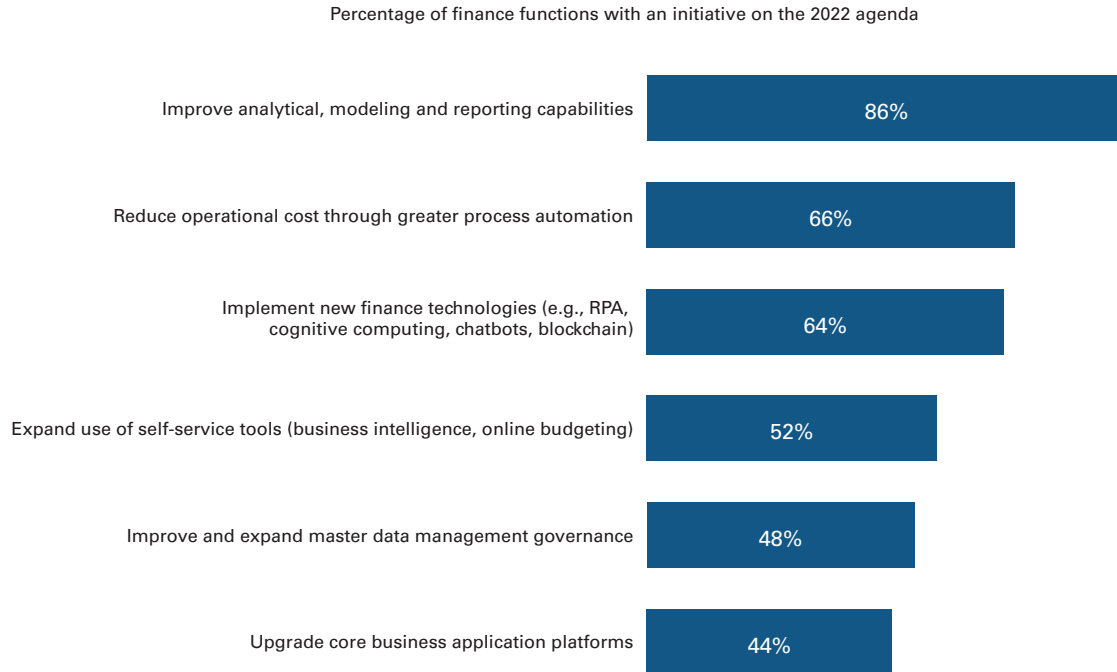 Percentage of finance functions with an initiative on the 2022 agenda
Improve analytical, modeling and reporting capabilities
86%
Reduce operational cost through greater process automation
66%
Implement new finance technologies (e.g., RPA,
cognitive computing, chatbots, blockchain)
64%
Expand use of self-service tools (business intelligence, online budgeting)
52%
Improve and expand master data management governance
48%
Upgrade core business application platforms
44%